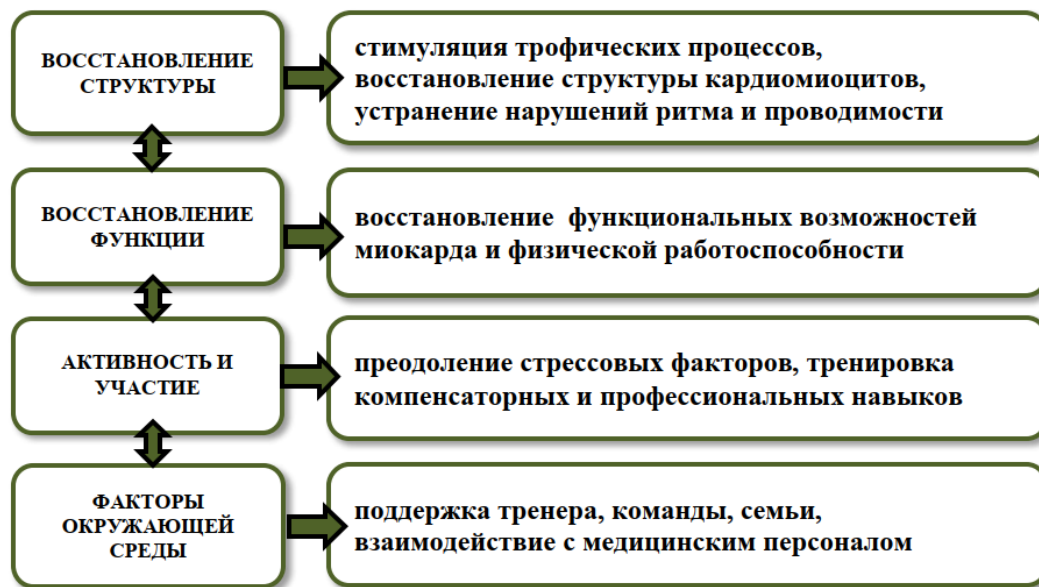 ВОССТАНОВЛЕНИЕ
СТРУКТУРЫ
стимуляция трофических процессов,
восстановление структуры кардиомиоцитов,
устранение нарушений ритма и проводимости
ВОССТАНОВЛЕНИЕ
ФУНКЦИИ
восстановление функциональных возможностей
миокарда и физической работоспособности
АКТИВНОСТЬ И
УЧАСТИЕ
преодоление стрессовых факторов, тренировка
компенсаторных и профессиональных навыков
ФАКТОРЫ
ОКРУЖАЮЩЕЙ
СРЕДЫ
поддержка тренера, команды, семьи,
взаимодействие с медицинским персоналом